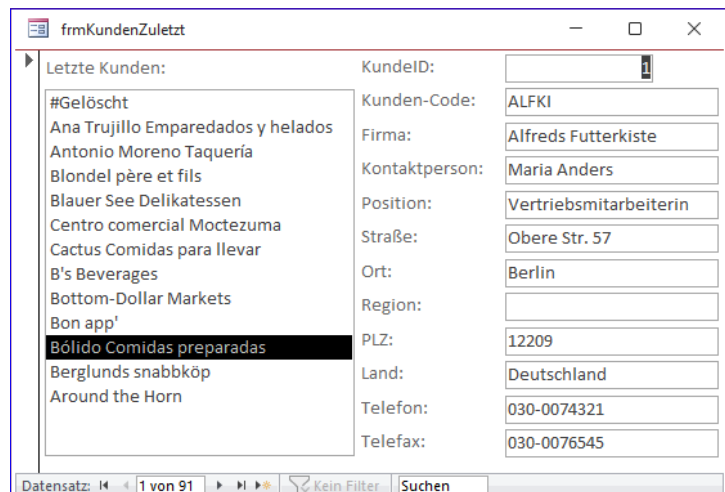 frmKundenZuletzt
Letzte Kunden:
#Gelöscht
Ana Trujillo Emparedados y helados
Antonio Moreno Taquería
Blondel père et fils
Blauer See Delikatessen
Centro comercial Moctezuma
Cactus Comidas para llevar
B's Beverages
Bottom-Dollar Markets
Bon app'
Bólido Comidas preparadas
Berglunds snabbköp
Around the Horn
KundeID: 1
Kunden-Code: ALFKI
Firma: Alfreds Futterkiste
Kontaktperson: Maria Anders
Position: Vertriebsmitarbeiterin
Straße: Obere Str. 57
Ort: Berlin
Region:
PLZ: 12209
Land: Deutschland
Telefon: 030-0074321
Telefax: 030-0076545
Datensatz: 1 von 91 Kein Filter Suchen